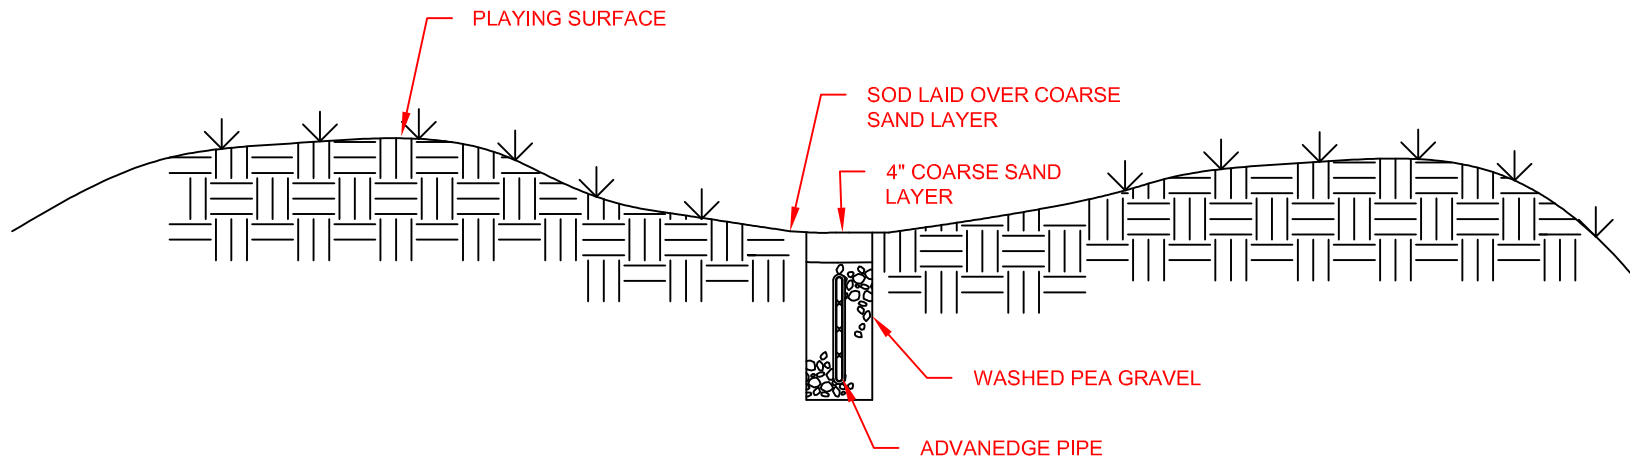 PLAYING SURFACE
SOD LAID OVER COARSE
SAND LAYER
4" COARSE SAND
LAYER
WASHED PEA GRAVEL
ADVANEDGE PIPE